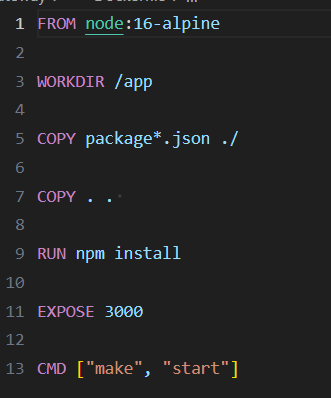 1 FROM node:16-alpine
2
3 WORKDIR /app
4
5 COPY package*.json ./
6
7 COPY . .
8
9 RUN npm install
10
11 EXPOSE 3000
12
13 CMD ["make", "start"]